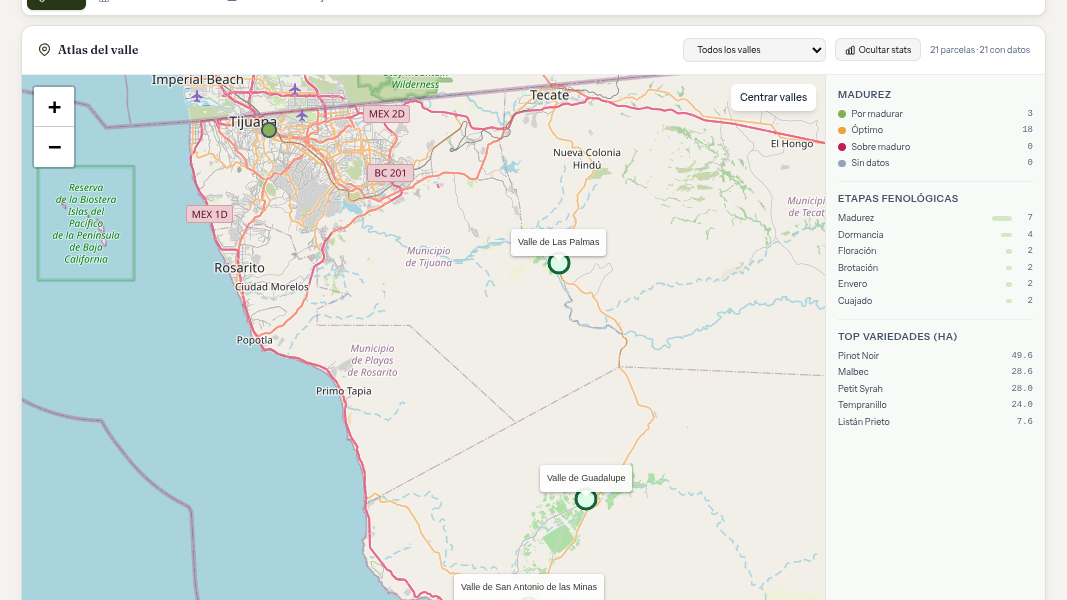 Atlas del valle
Todos los valles
Ocultar stats
21 parcelas · 21 con datos
+
−
Centrar valles
Imperial Beach
Wilderness
Tecate
Tijuana
MEX 2D
El Hongo
Nueva Colonia
Hindú
BC 201
Reserva
de la Biostera
Islas del
Pacífico
de la Península
de Baja
California
MEX 1D
Municipio
de Tijuana
Valle de Las Palmas
Rosarito
Ciudad Morelos
Popotla
Municipio
de Playas
de Rosarito
Primo Tapia
Valle de Guadalupe
Valle de San Antonio de las Minas
MADUREZ
Por madurar 3
Óptimo 18
Sobre maduro 0
Sin datos 0
ETAPAS FENOLÓGICAS
Madurez 7
Dormancia 4
Floración 2
Brotación 2
Envero 2
Cuajado 2
TOP VARIEDADES (HA)
Pinot Noir 49.6
Malbec 28.6
Petit Syrah 28.0
Tempranillo 24.0
Listán Prieto 7.6